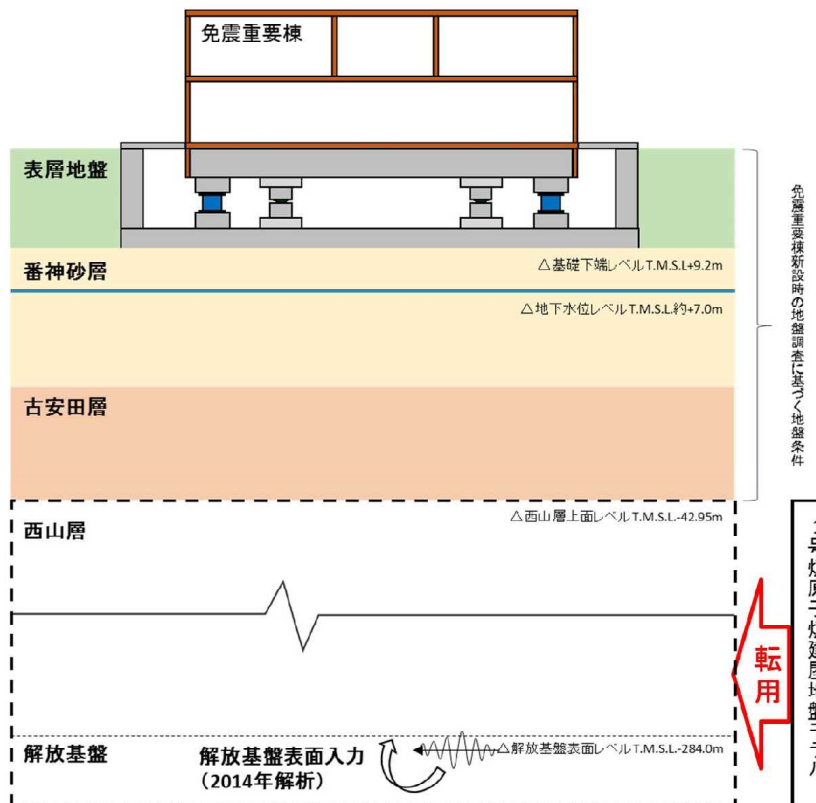 免震重要棟
表層地盤
番神砂層
△基礎下端レベルT.M.S.L+9.2m
△地下水位レベルT.M.S.L.約+7.0m
古安田層
免震重要棟新設時の地盤調査に基づく地盤条件
西山層
△西山層上面レベルT.M.S.L.-42.95m
転用
解放基盤
解放基盤表面入力
(2014年解析)
△解放基盤表面レベルT.M.S.L-284.0m